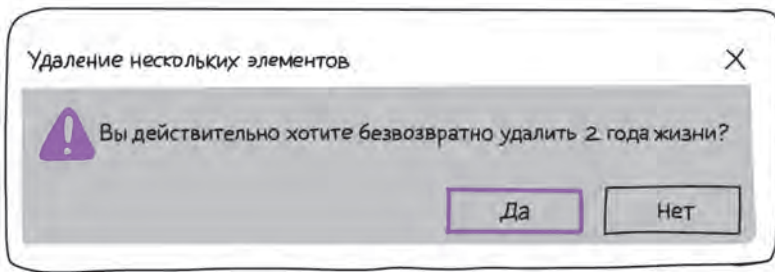 Удаление нескольких элементов
Вы действительно хотите безвозвратно удалить 2 года жизни?
Да
Нет